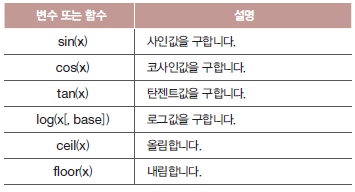 변수 또는 함수 설명
sin(x) 사인값을 구합니다.
cos(x) 코사인값을 구합니다.
tan(x) 탄젠트값을 구합니다.
log(x[, base]) 로그값을 구합니다.
ceil(x) 올림합니다.
floor(x) 내림합니다.